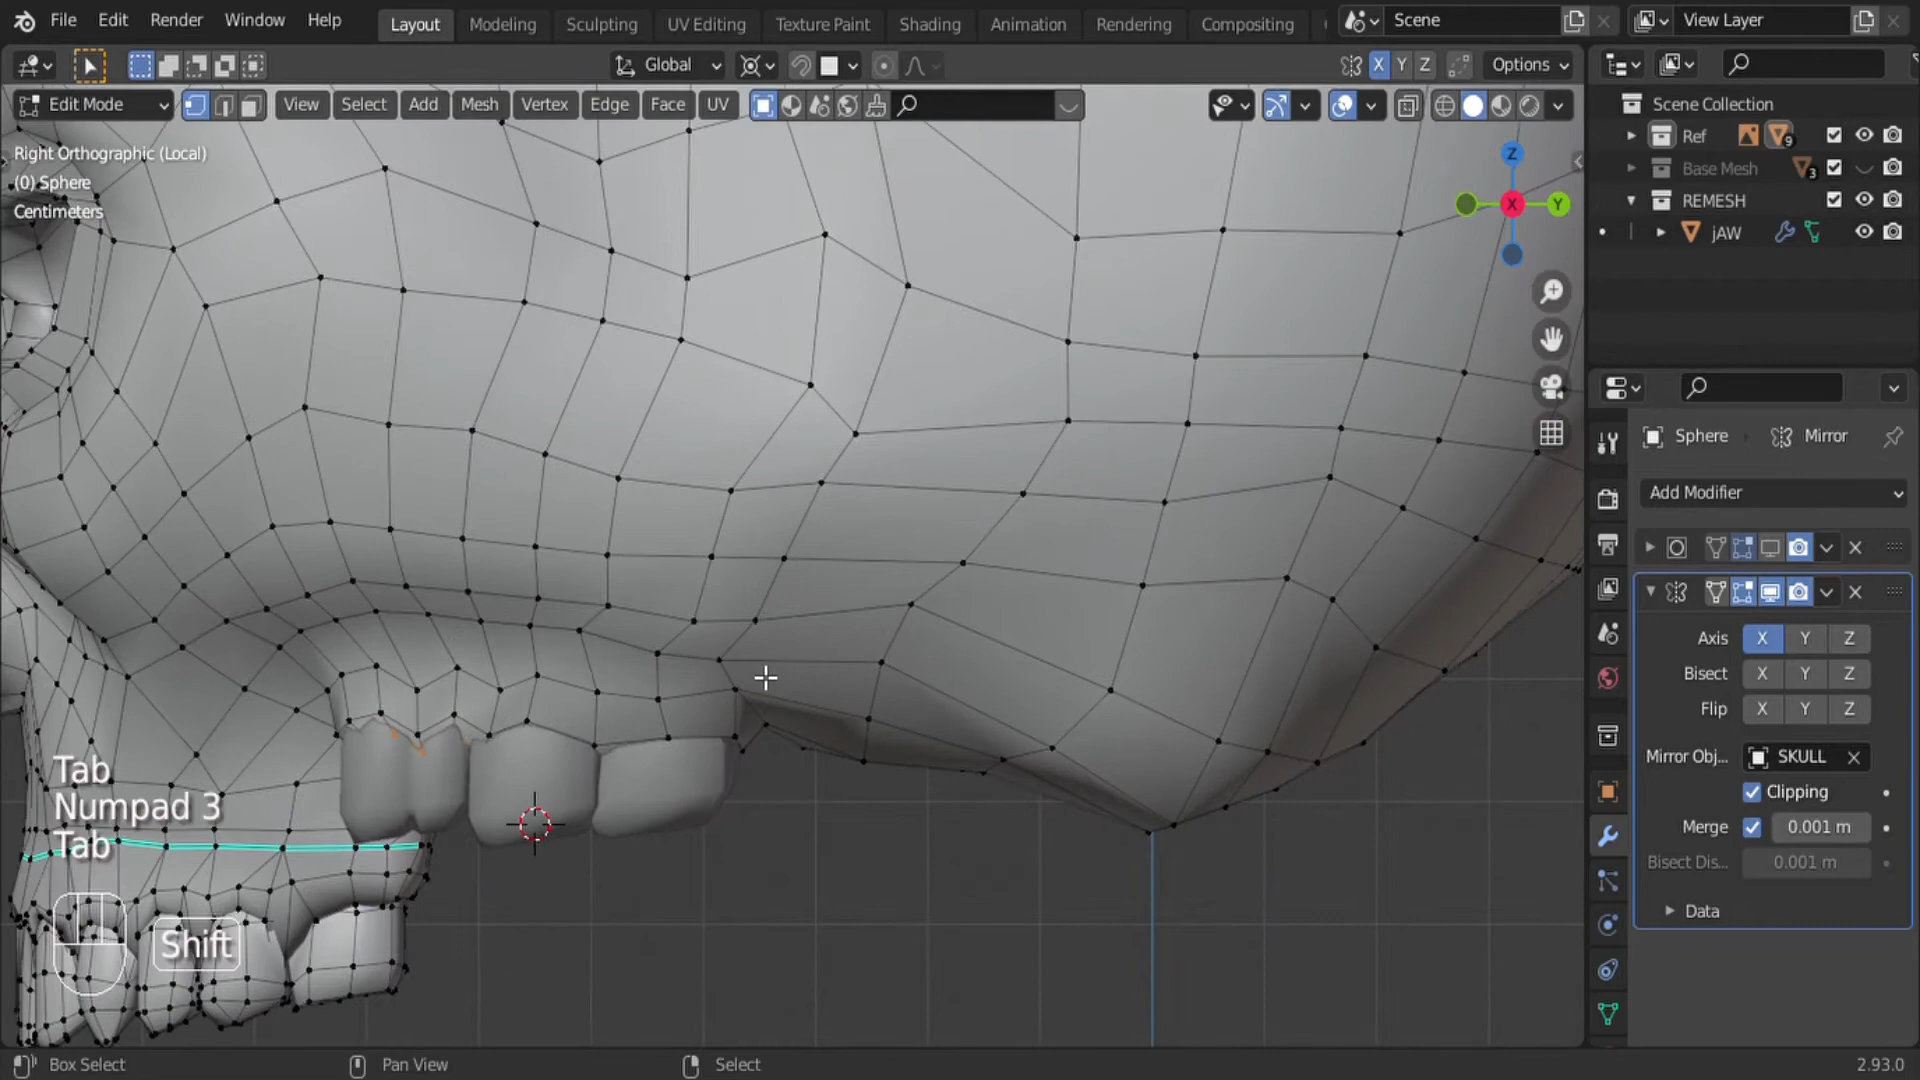 File Edit Render Window Help Layout Modeling Sculpting UV Editing Texture Paint Shading Animation Rendering Compositing Scene View Layer
Global X Y Z Options
Edit Mode View Select Add Mesh Vertex Edge Face UV
Right Orthographic (Local)
(0) Sphere
Centimeters
Z
X
Y
Scene Collection
Ref 9
Base Mesh 3
REMESH
jAW
Sphere Mirror
Add Modifier
Axis X Y Z
Bisect X Y Z
Flip X Y Z
Mirror Obj... SKULL
Clipping
Merge 0.001 m
Bisect Dis... 0.001 m
Data
Tab
Numpad 3
Tab
Shift
Box Select Pan View Select 2.93.0